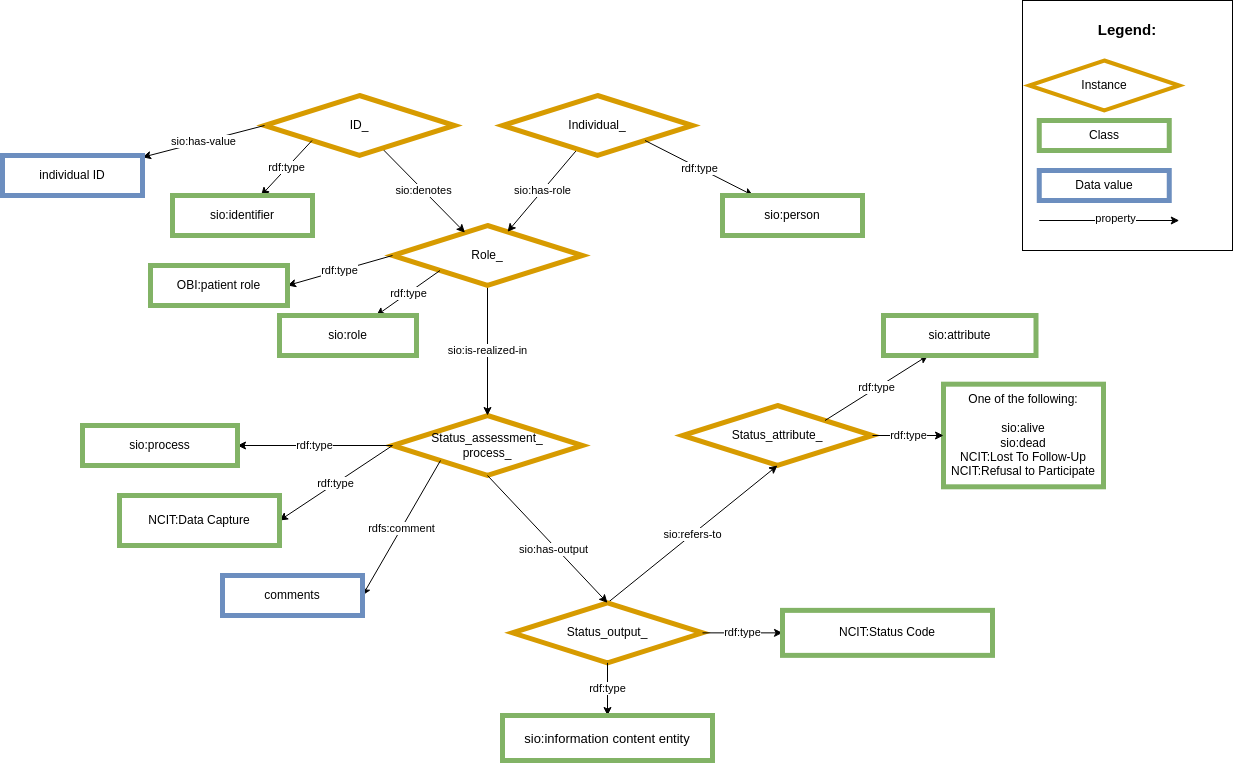 Legend:
Instance
Class
Data value
property
ID_
Individual_
sio:has-value
rdf:type
rdf:type
individual ID
sio:denotes
sio:has-role
sio:identifier
sio:person
Role_
rdf:type
OBI:patient role
rdf:type
sio:role
sio:is-realized-in
sio:attribute
rdf:type
One of the following:
sio:alive
sio:dead
NCIT:Lost To Follow-Up
NCIT:Refusal to Participate
Status_attribute_
rdf:type
Status_assessment_
process_
sio:process
rdf:type
rdf:type
NCIT:Data Capture
rdfs:comment
sio:has-output
sio:refers-to
comments
Status_output_
rdf:type
NCIT:Status Code
rdf:type
sio:information content entity